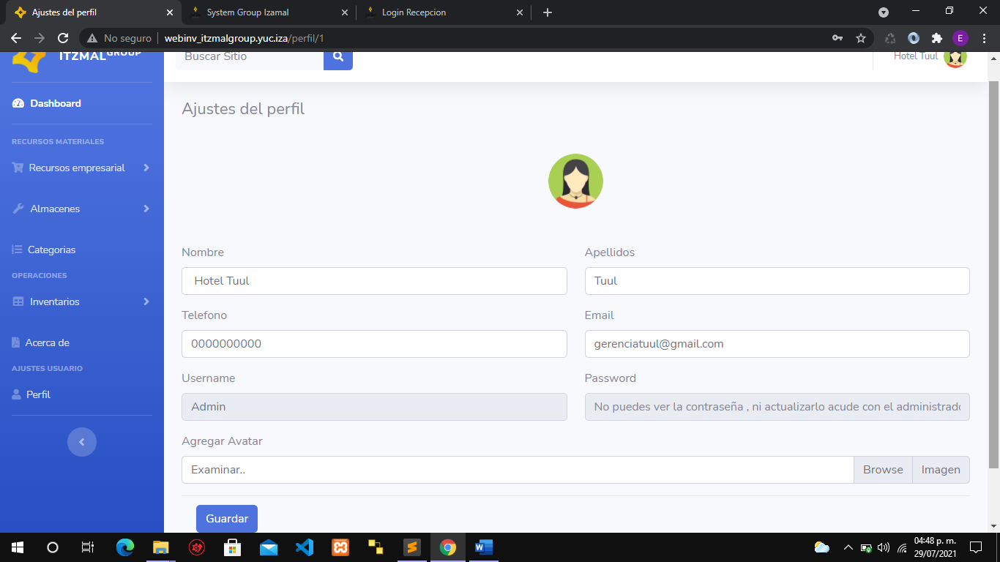 Ajustes del perfil
System Group Izamal
Login Recepcion
No seguro
webinv_itzmalgroup.yuc.iza/perfil/1
E
ITZMAL GROUP
Buscar Sitio
Hotel Tuul
Dashboard
RECURSOS MATERIALES
Recursos empresarial
Almacenes
Categorias
OPERACIONES
Inventarios
Acerca de
AJUSTES USUARIO
Perfil
Ajustes del perfil
Nombre
Apellidos
Hotel Tuul
Tuul
Telefono
Email
0000000000
gerenciatuul@gmail.com
Username
Password
Admin
No puedes ver la contraseña , ni actualizarlo acude con el administrado
Agregar Avatar
Examinar..
Browse
Imagen
Guardar
04:48 p. m.
29/07/2021